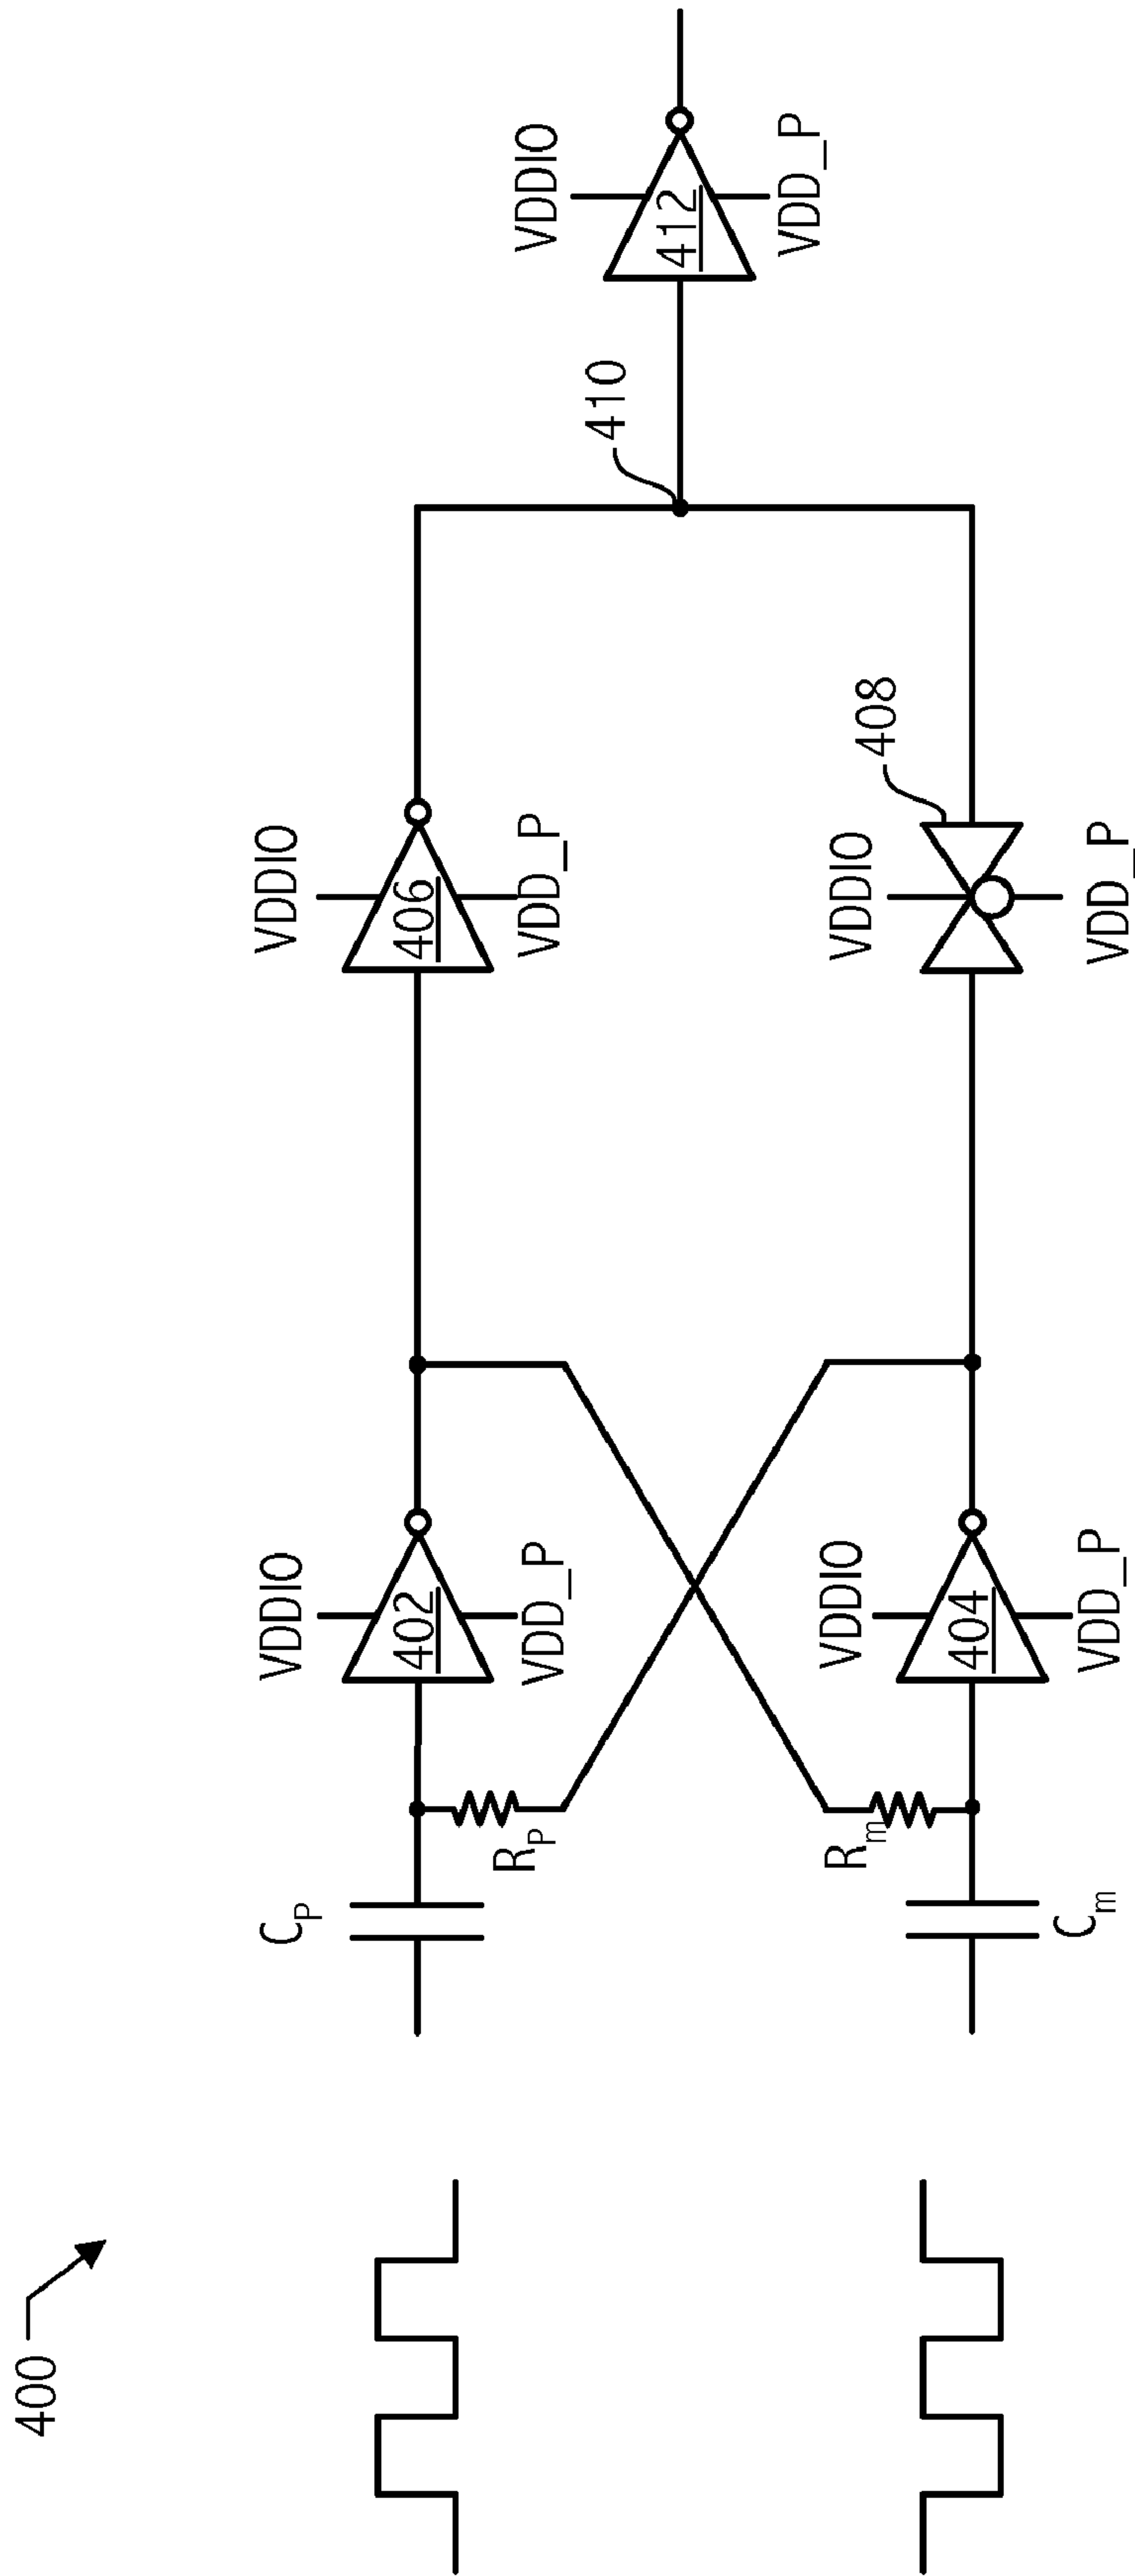 400
C_P
R_P
VDDIO
402
VDD_P
VDDIO
406
VDD_P
410
VDDIO
412
VDD_P
R_m
C_m
VDDIO
404
VDD_P
408
VDDIO
VDD_P